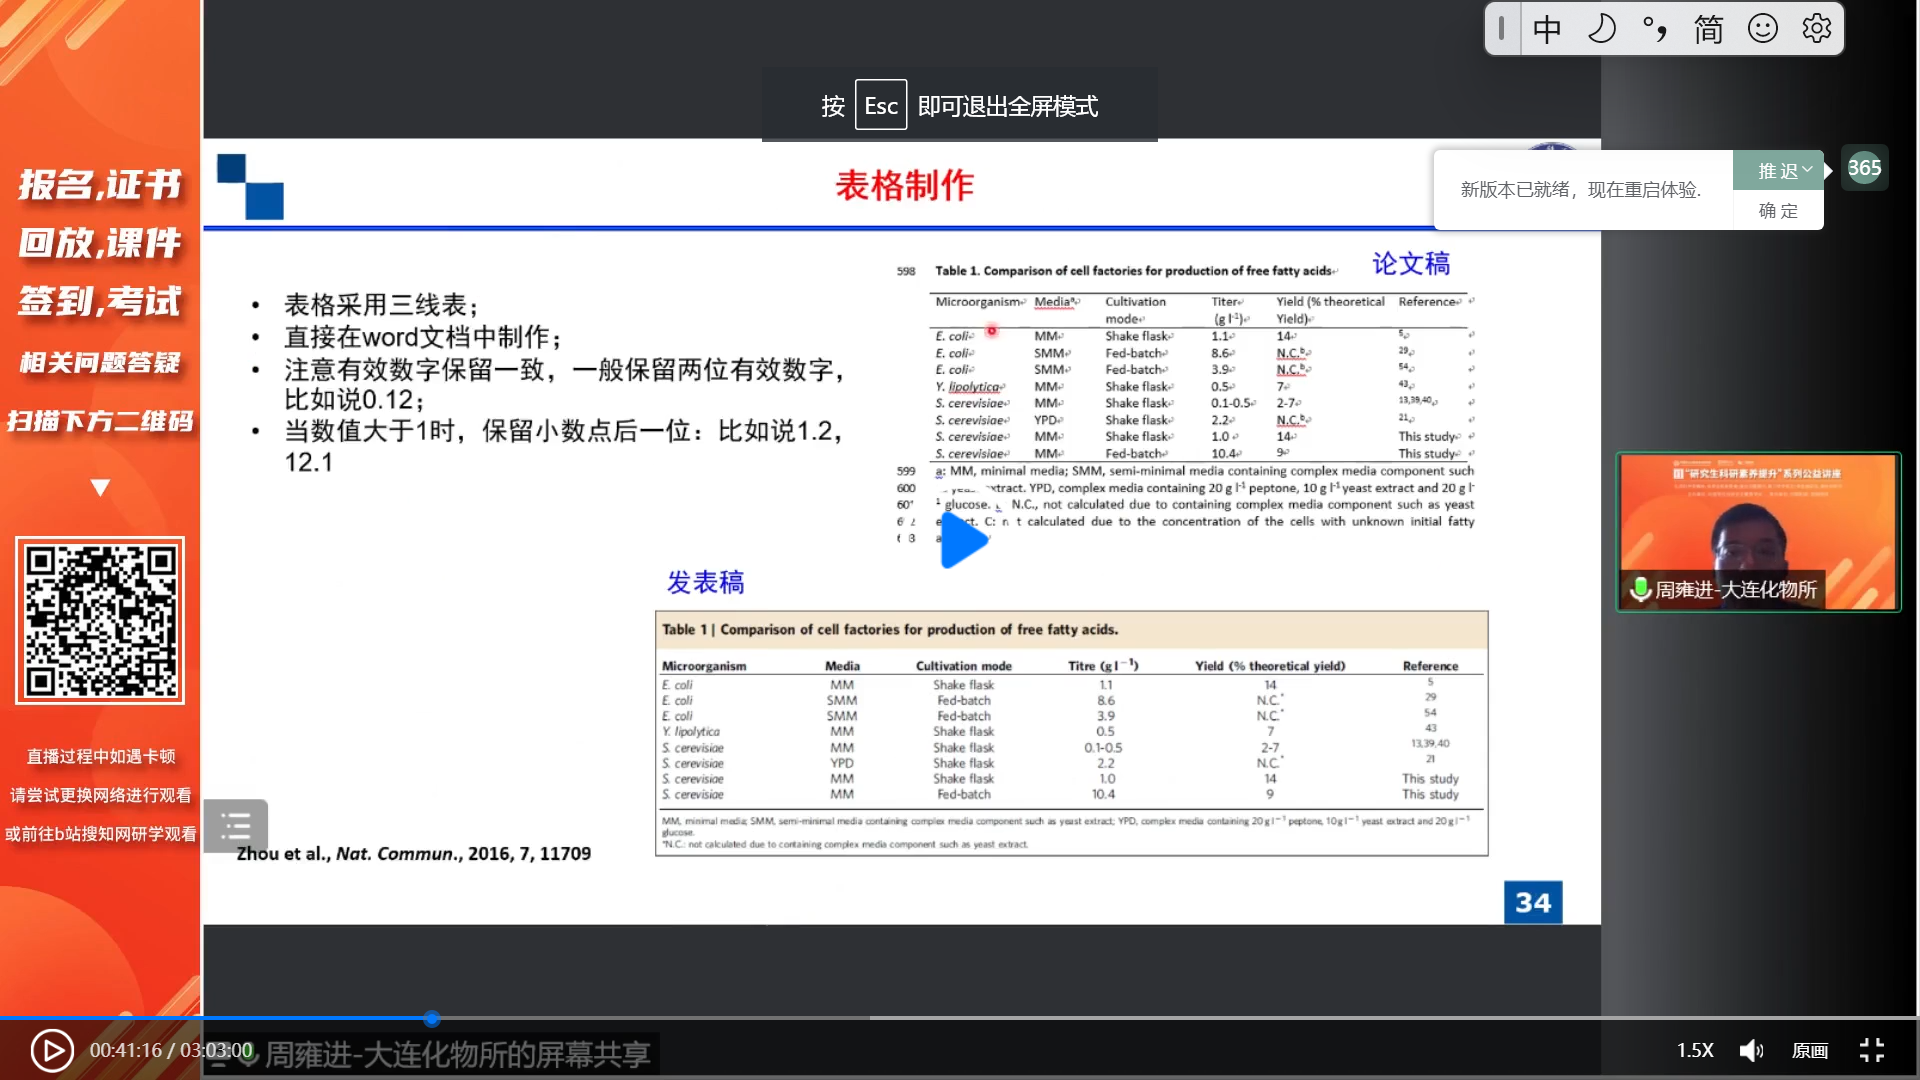 中 简
按 Esc 即可退出全屏模式
365
新版本已就绪，现在重启体验.
推迟
确定
报名,证书
回放,课件
签到,考试
相关问题答疑
扫描下方二维码
直播过程中如遇卡顿
请尝试更换网络进行观看
或前往b站搜知网研学观看
表格制作
• 表格采用三线表；
• 直接在word文档中制作；
• 注意有效数字保留一致，一般保留两位有效数字，
比如说0.12；
• 当数值大于1时，保留小数点后一位：比如说1.2，
12.1
论文稿
598 Table 1. Comparison of cell factories for production of free fatty acids
Microorganism Mediaᵃ Cultivation mode Titer (g l⁻¹) Yield (% theoretical Yield) Reference
E. coli MM Shake flask 1.1 14 5
E. coli SMM Fed-batch 8.6 N.C.ᵇ 29
E. coli SMM Fed-batch 3.9 N.C.ᵇ 54
Y. lipolytica MM Shake flask 0.5 7 43
S. cerevisiae MM Shake flask 0.1-0.5 2-7 13,39,40
S. cerevisiae YPD Shake flask 2.2 N.C.ᵇ 21
S. cerevisiae MM Shake flask 1.0 14 This study
S. cerevisiae MM Fed-batch 10.4 9 This study
599 a: MM, minimal media; SMM, semi-minimal media containing complex media component such
600 extract. YPD, complex media containing 20 g l⁻¹ peptone, 10 g l⁻¹ yeast extract and 20 g l⁻
¹ glucose. N.C., not calculated due to containing complex media component such as yeast
calculated due to the concentration of the cells with unknown initial fatty
发表稿
Table 1 | Comparison of cell factories for production of free fatty acids.
Microorganism Media Cultivation mode Titre (g l⁻¹) Yield (% theoretical yield) Reference
E. coli MM Shake flask 1.1 14 5
E. coli SMM Fed-batch 8.6 N.C.* 29
E. coli SMM Fed-batch 3.9 N.C.* 54
Y. lipolytica MM Shake flask 0.5 7 43
S. cerevisiae MM Shake flask 0.1-0.5 2-7 13,39,40
S. cerevisiae YPD Shake flask 2.2 N.C.* 21
S. cerevisiae MM Shake flask 1.0 14 This study
S. cerevisiae MM Fed-batch 10.4 9 This study
MM, minimal media; SMM, semi-minimal media containing complex media component such as yeast extract; YPD, complex media containing 20 g l⁻¹ peptone, 10 g l⁻¹ yeast extract and 20 g l⁻¹
glucose.
*N.C.: not calculated due to containing complex media component such as yeast extract.
Zhou et al., Nat. Commun., 2016, 7, 11709
34
“研究生科研素养提升”系列公益讲座
周雍进-大连化物所
00:41:16 / 03:03:00
周雍进-大连化物所的屏幕共享
1.5X
原画